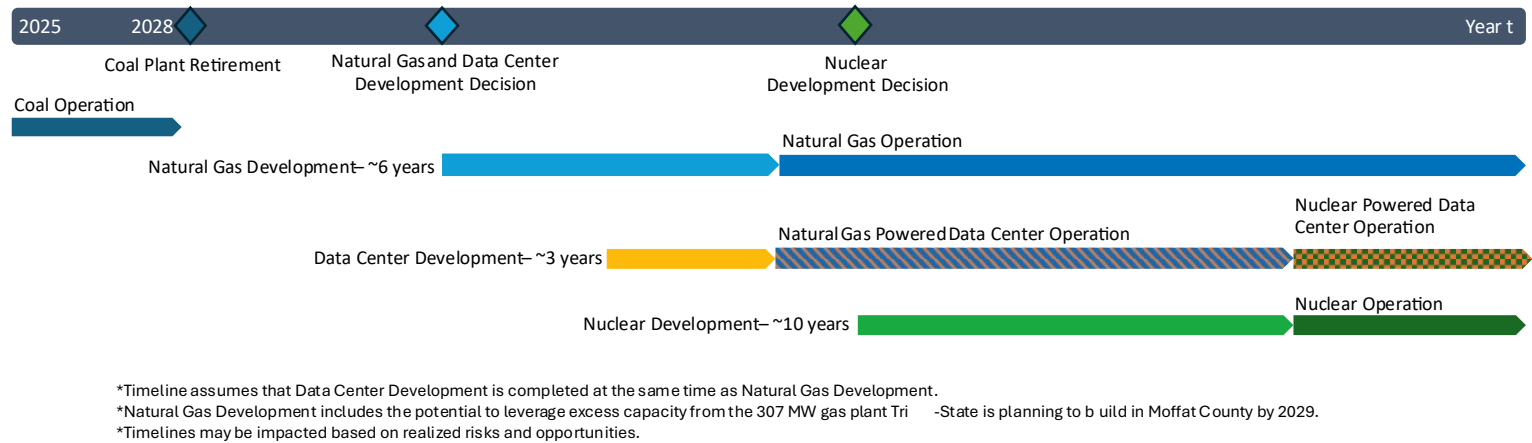 2025 2028 Year t
Coal Plant Retirement
Natural Gas and Data Center
Development Decision
Nuclear
Development Decision
Coal Operation
Natural Gas Operation
Natural Gas Development– ~6 years
Nuclear Powered Data
Center Operation
Natural Gas Powered Data Center Operation
Data Center Development– ~3 years
Nuclear Operation
Nuclear Development– ~10 years
*Timeline assumes that Data Center Development is completed at the same time as Natural Gas Development.
*Natural Gas Development includes the potential to leverage excess capacity from the 307 MW gas plant Tri -State is planning to b uild in Moffat County by 2029.
*Timelines may be impacted based on realized risks and opportunities.